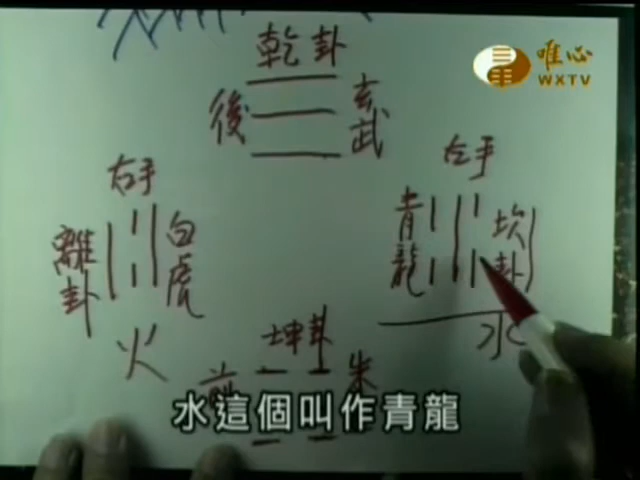 乾卦
後
玄武
唯心
WXTV
右手
離卦
白虎
火
左手
青龍
坎卦
水
坤卦
前
朱
水這個叫作青龍